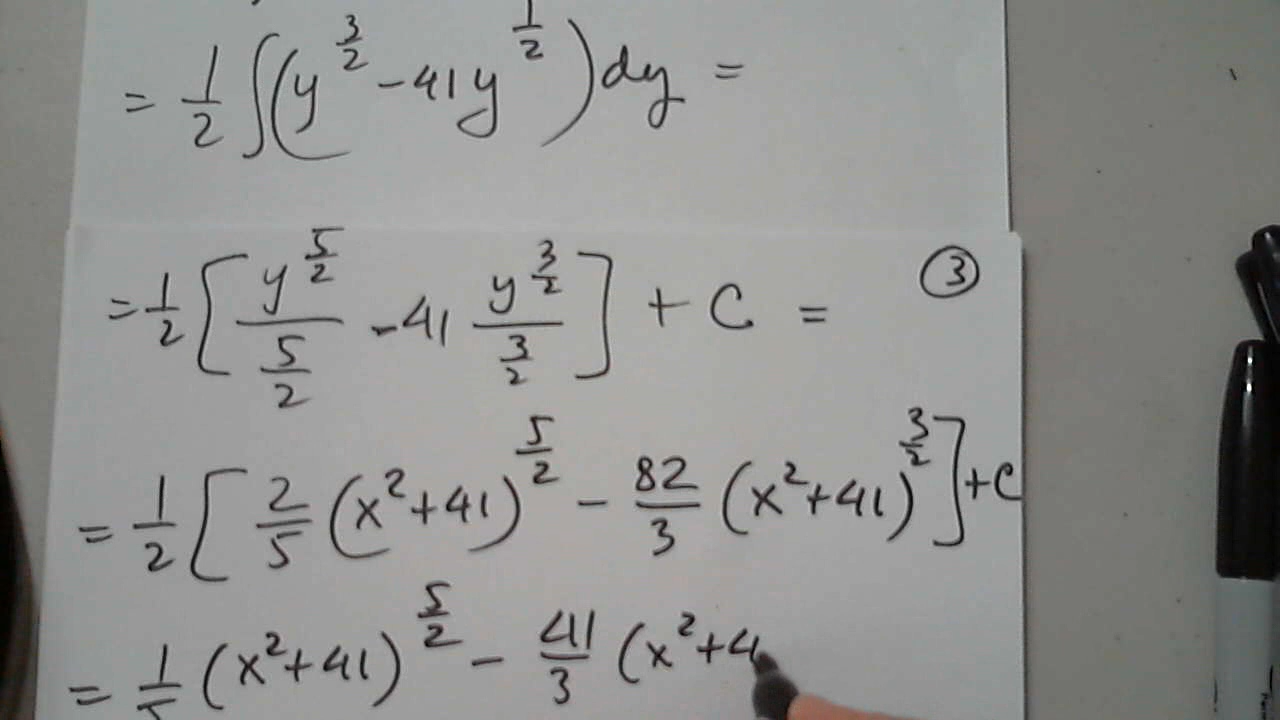 = 1/2 ∫(y^(3/2) - 41y^(1/2))dy =
③
= 1/2 [ y^(5/2) / (5/2) - 41 y^(3/2) / (3/2) ] + C =
= 1/2 [ 2/5 (x²+41)^(5/2) - 82/3 (x²+41)^(3/2) ] + C
= 1/5 (x²+41)^(5/2) - 41/3 (x²+4